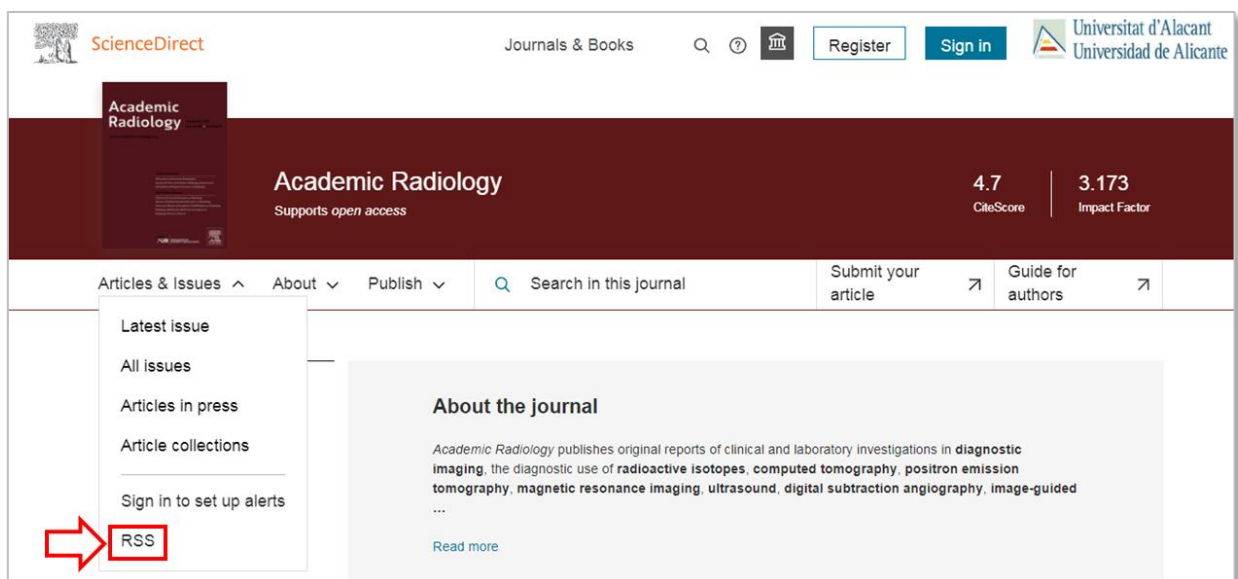 ScienceDirect
Journals & Books
Register
Sign in
Universitat d'Alacant
Universidad de Alicante
Academic
Radiology
Academic Radiology
Supports open access
4.7
CiteScore
3.173
Impact Factor
Articles & Issues
About
Publish
Search in this journal
Submit your
article
Guide for
authors
Latest issue
All issues
Articles in press
Article collections
Sign in to set up alerts
RSS
About the journal
Academic Radiology publishes original reports of clinical and laboratory investigations in diagnostic
imaging, the diagnostic use of radioactive isotopes, computed tomography, positron emission
tomography, magnetic resonance imaging, ultrasound, digital subtraction angiography, image-guided
...
Read more